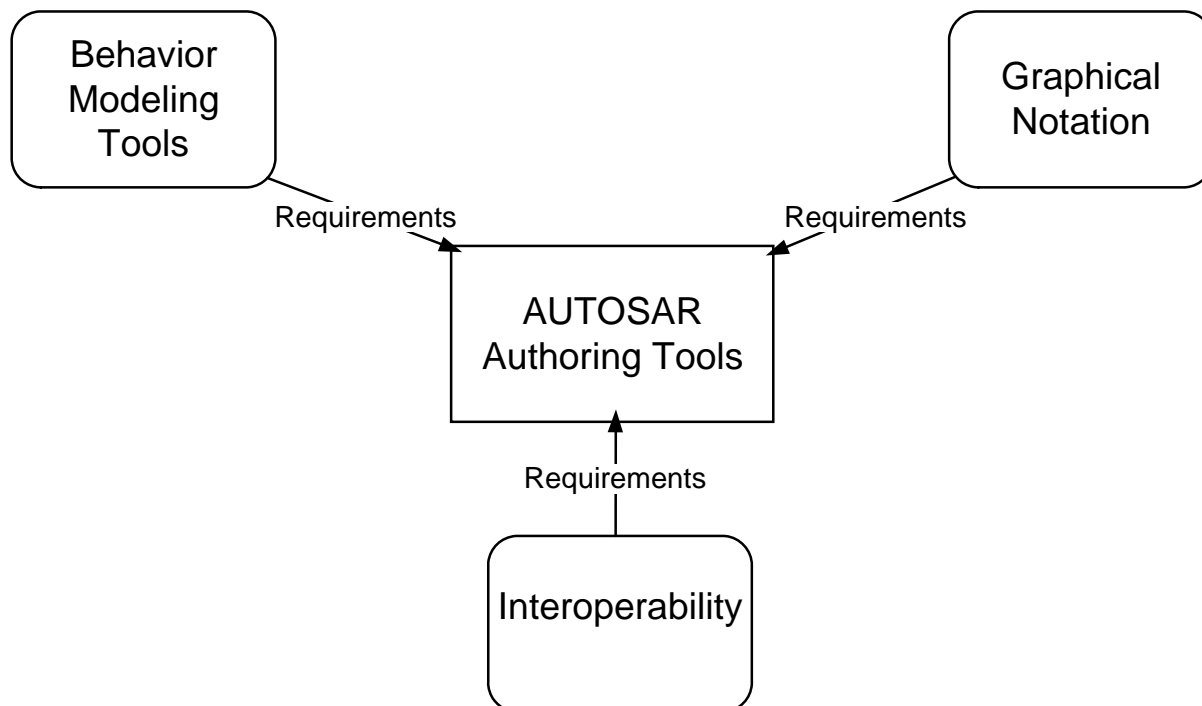 Behavior
Modeling
Tools
Graphical
Notation
Requirements
Requirements
AUTOSAR
Authoring Tools
Requirements
Interoperability